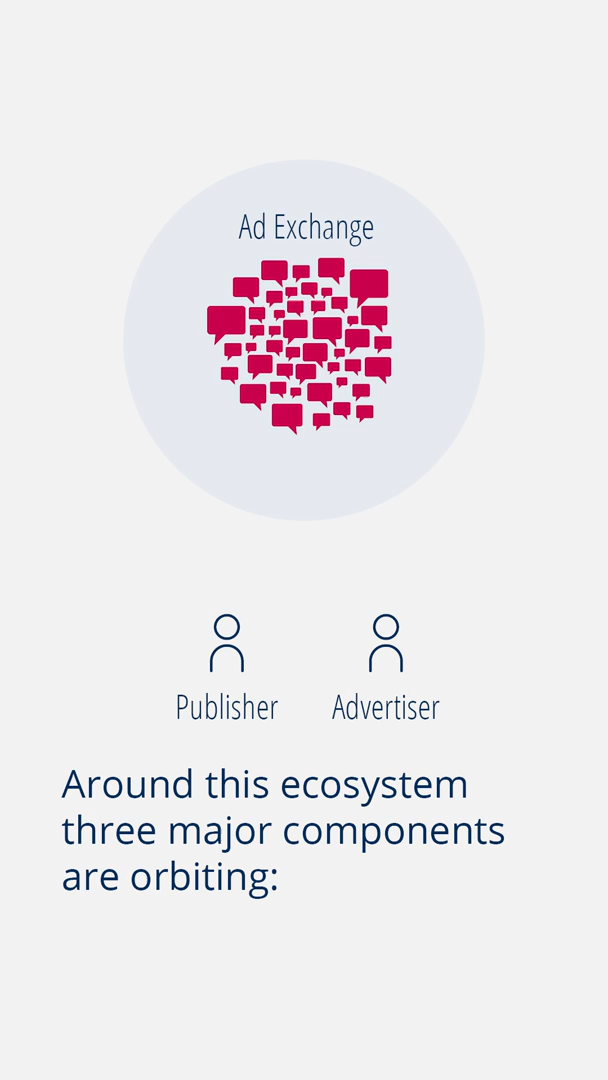 Ad Exchange
Publisher Advertiser
Around this ecosystem
three major components
are orbiting: